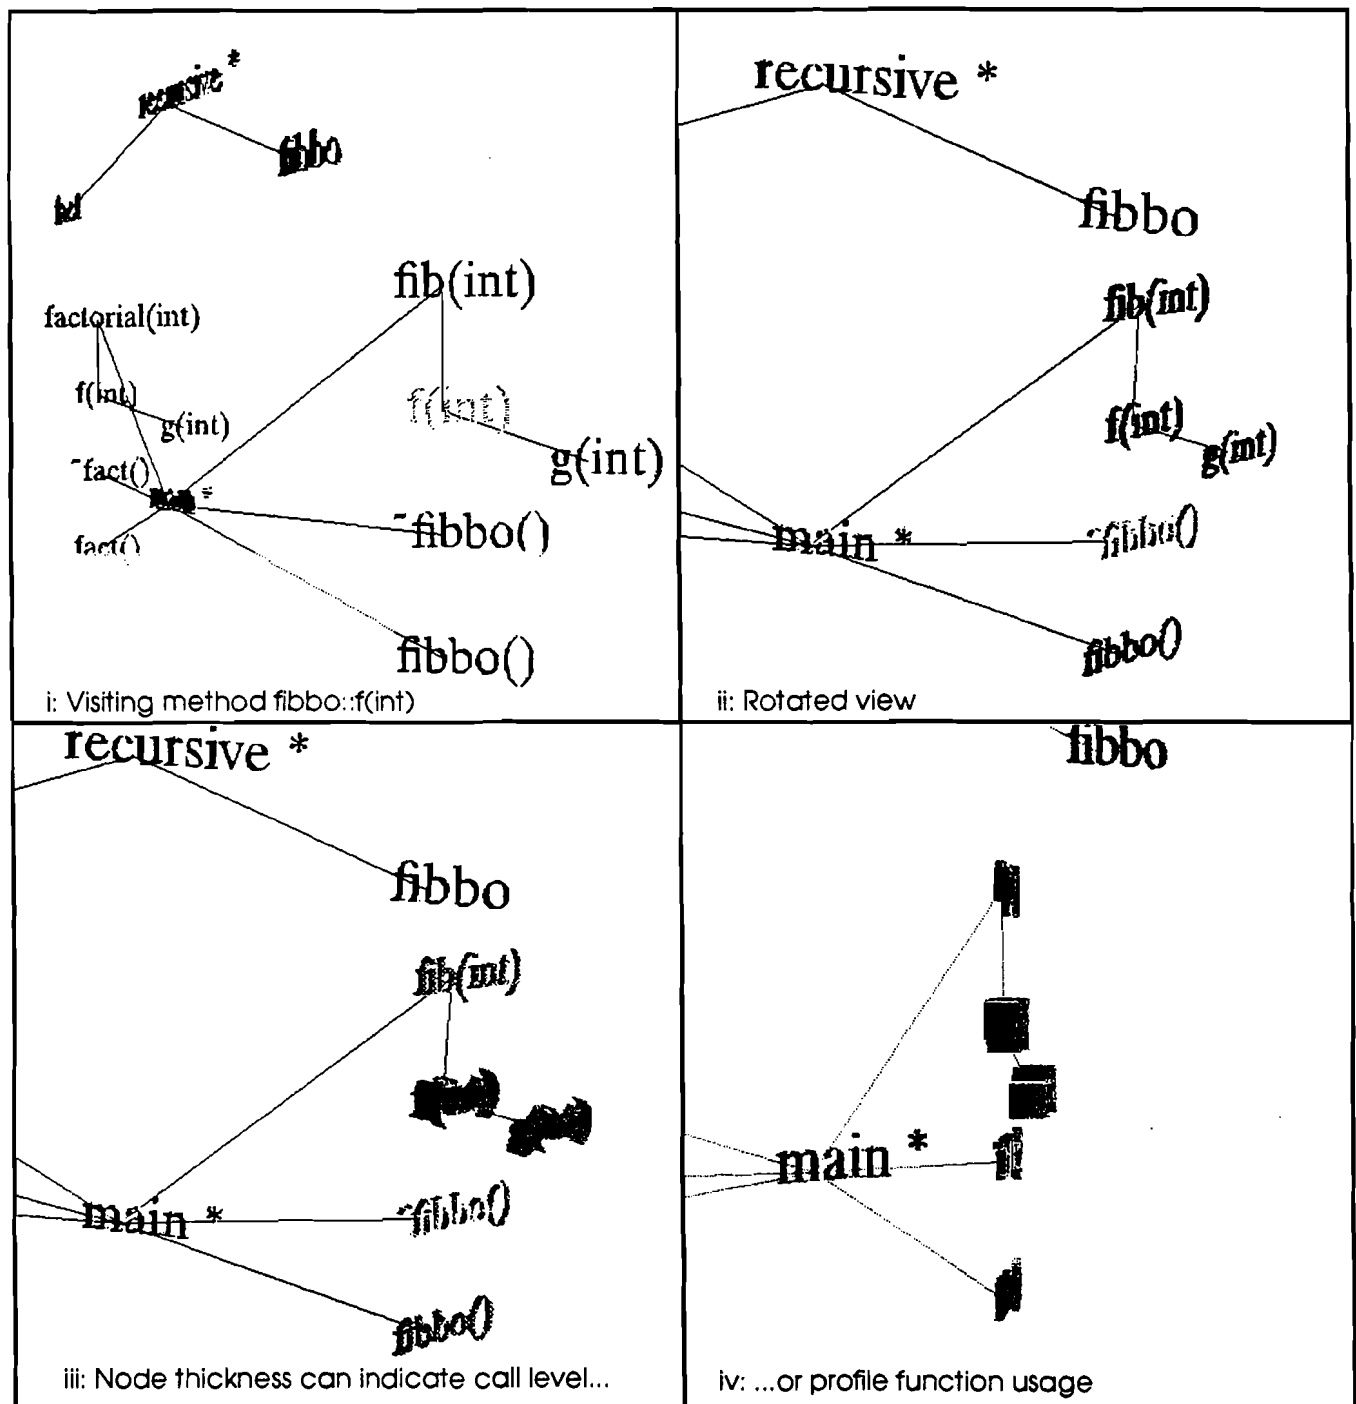 recursive *
fibbo
fib(int)
factorial(int)
f(int)
f(int)
g(int)
g(int)
~fact()
~fibbo()
fact()
fibbo()
i: Visiting method fibbo::f(int)
recursive *
fibbo
fib(int)
f(int)
g(int)
main *
~fibbo()
fibbo()
ii: Rotated view
recursive *
fibbo
fib(int)
main *
~fibbo()
fibbo()
iii: Node thickness can indicate call level...
fibbo
main *
iv: ...or profile function usage